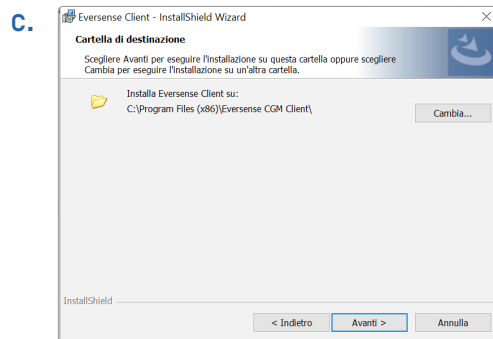 C.
Eversense Client - InstallShield Wizard
Cartella di destinazione
Scegliere Avanti per eseguire l'installazione su questa cartella oppure scegliere
Cambia per eseguire l'installazione su un'altra cartella.
Installa Eversense Client su:
C:\Program Files (x86)\Eversense CGM Client\
Cambia...
InstallShield
< Indietro
Avanti >
Annulla